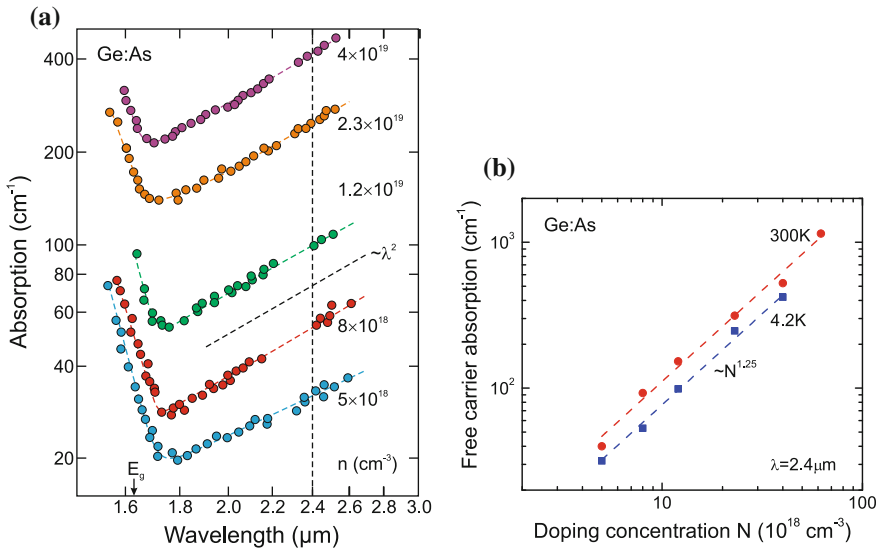 (a)
Ge:As
400
200
100
80
60
40
20
Absorption (cm⁻¹)
4×10¹⁹
2.3×10¹⁹
1.2×10¹⁹
~λ²
8×10¹⁸
5×10¹⁸
n (cm⁻³)
E_g
1.6 1.8 2.0 2.2 2.4 2.6 3.0
Wavelength (µm)
(b)
Ge:As
10³
10²
Free carrier absorption (cm⁻¹)
300K
4.2K
~N¹·²⁵
λ=2.4µm
10 100
Doping concentration N (10¹⁸ cm⁻³)